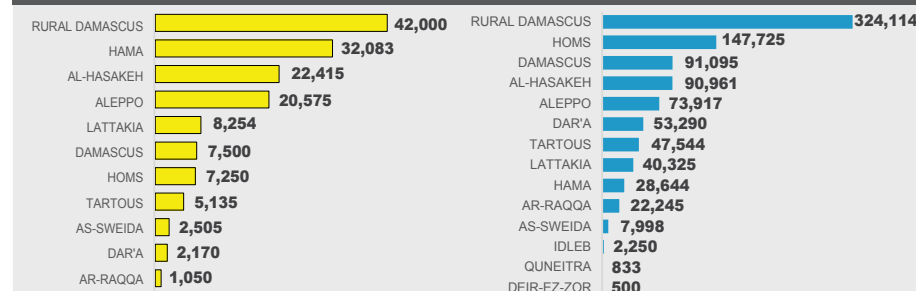 RURAL DAMASCUS 42,000
HAMA 32,083
AL-HASAKEH 22,415
ALEPPO 20,575
LATTAKIA 8,254
DAMASCUS 7,500
HOMS 7,250
TARTOUS 5,135
AS-SWEIDA 2,505
DAR'A 2,170
AR-RAQQA 1,050
RURAL DAMASCUS 324,114
HOMS 147,725
DAMASCUS 91,095
AL-HASAKEH 90,961
ALEPPO 73,917
DAR'A 53,290
TARTOUS 47,544
LATTAKIA 40,325
HAMA 28,644
AR-RAQQA 22,245
AS-SWEIDA 7,998
IDLEB 2,250
QUNEITRA 833
DEIR-EZ-ZOR 500